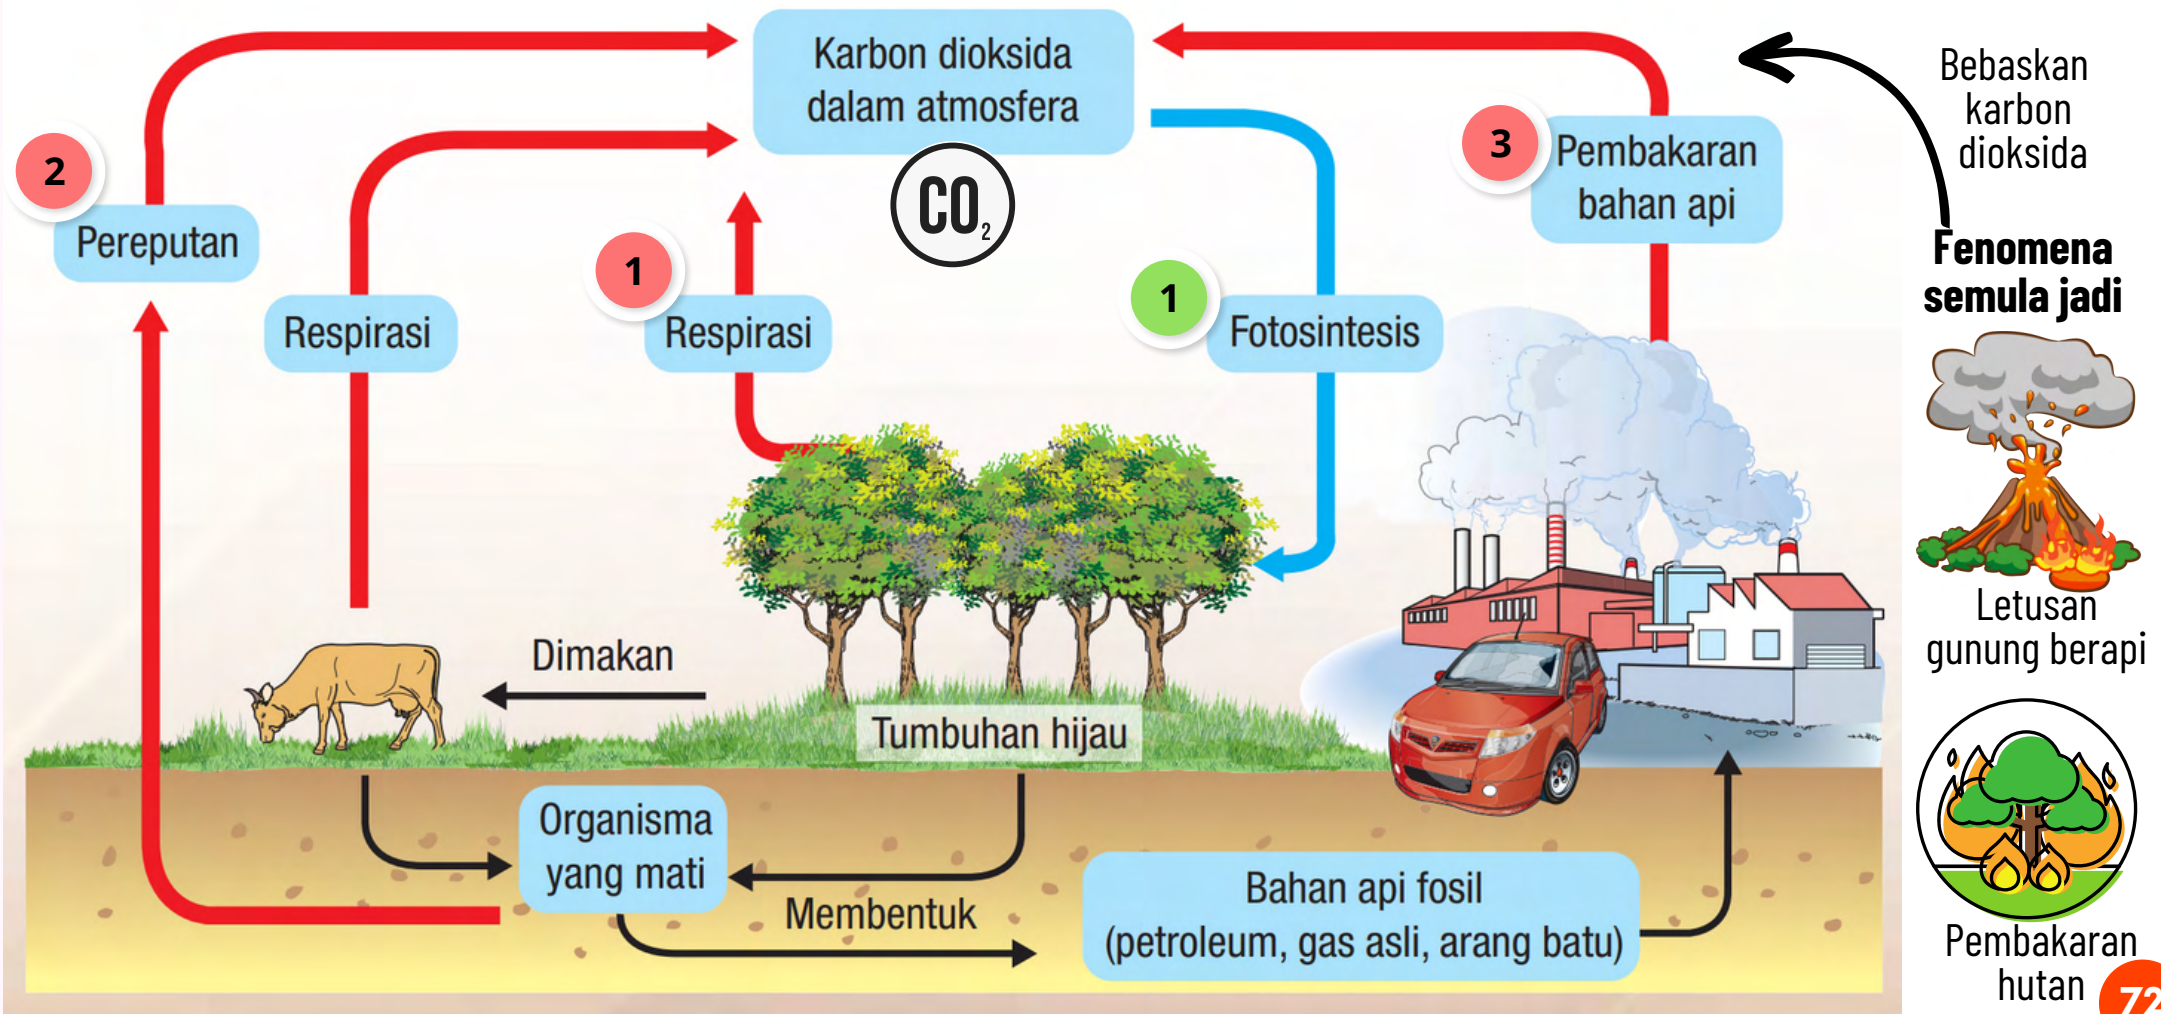 Karbon dioksida
dalam atmosfera
CO₂
2
Pereputan
Respirasi
1
Respirasi
1
Fotosintesis
3
Pembakaran
bahan api
Bebaskan
karbon
dioksida
Fenomena
semula jadi
Letusan
gunung berapi
Dimakan
Tumbuhan hijau
Organisma
yang mati
Membentuk
Bahan api fosil
(petroleum, gas asli, arang batu)
Pembakaran
hutan
72